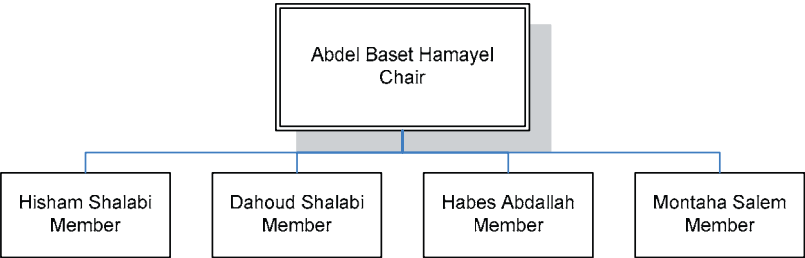 Abdel Baset Hamayel
Chair
Hisham Shalabi
Member
Dahoud Shalabi
Member
Habes Abdallah
Member
Montaha Salem
Member